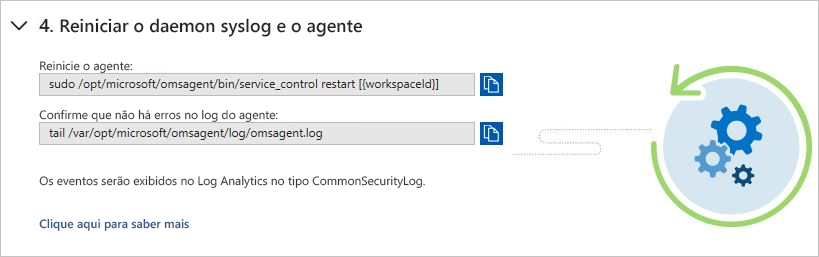 4. Reiniciar o daemon syslog e o agente
Reinicie o agente:
sudo /opt/microsoft/omsagent/bin/service_control restart [{workspaceId}]
Confirme que não há erros no log do agente:
tail /var/opt/microsoft/omsagent/log/omsagent.log
Os eventos serão exibidos no Log Analytics no tipo CommonSecurityLog.
Clique aqui para saber mais